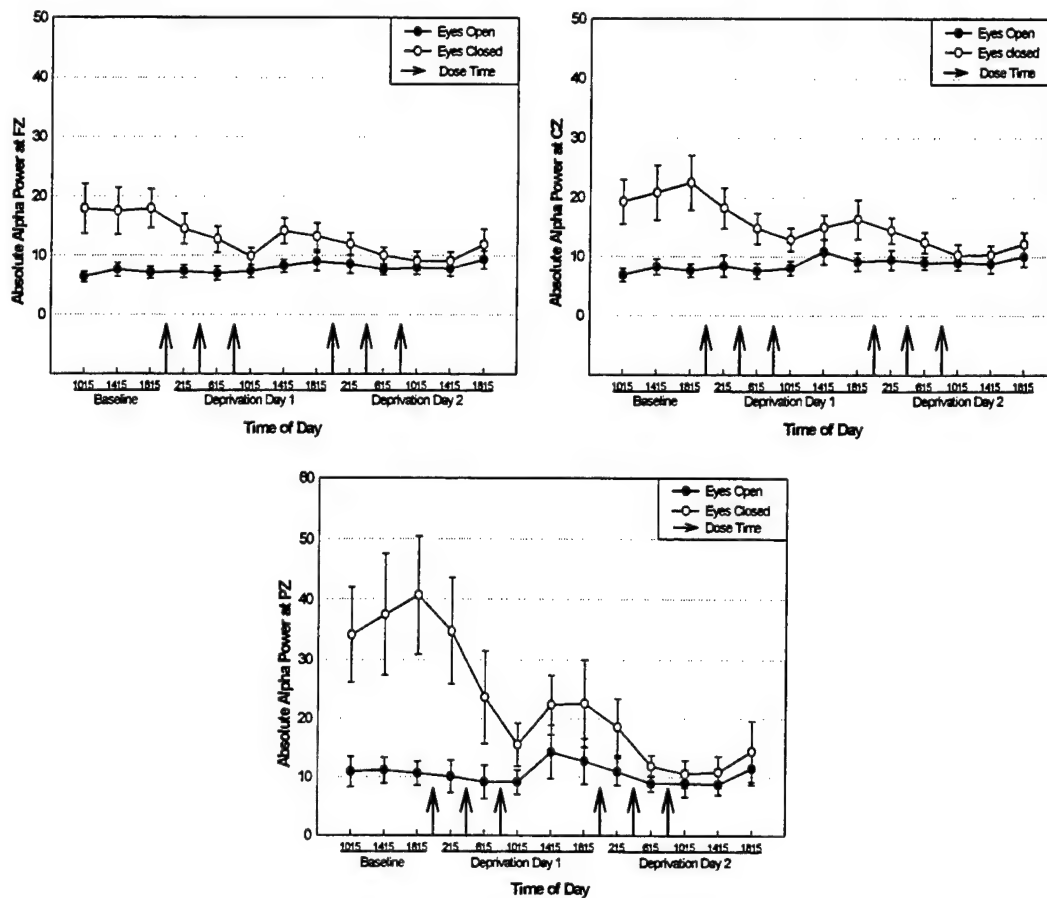 50
40
30
20
10
0
Absolute Alpha Power at FZ
Eyes Open
Eyes Closed
Dose Time
1015 1415 1815 215 615 1015 1415 1815 215 615 1015 1415 1815
Baseline Deprivation Day 1 Deprivation Day 2
Time of Day
50
40
30
20
10
0
Absolute Alpha Power at CZ
Eyes Open
Eyes closed
Dose Time
1015 1415 1815 215 615 1015 1415 1815 215 615 1015 1415 1815
Baseline Deprivation Day 1 Deprivation Day 2
Time of Day
60
50
40
30
20
10
0
Absolute Alpha Power at PZ
Eyes Open
Eyes Closed
Dose Time
1015 1415 1815 215 615 1015 1415 1815 215 615 1015 1415 1815
Baseline Deprivation Day 1 Deprivation Day 2
Time of Day